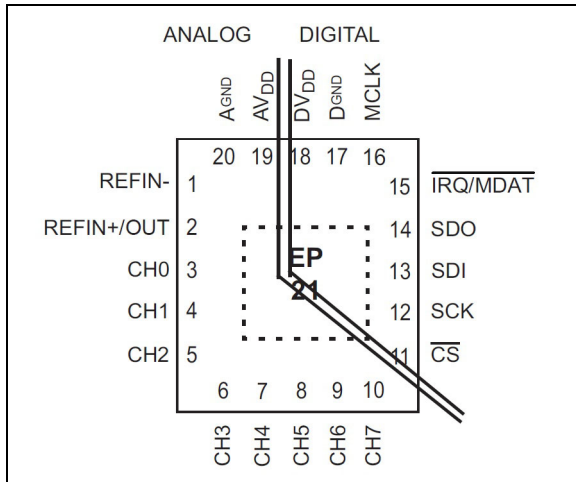 ANALOG DIGITAL
AGND
AVDD
DVDD
DGND
MCLK
20 19 18 17 16
REFIN- 1
15 IRQ/MDAT
REFIN+/OUT 2
14 SDO
CH0 3
EP
13 SDI
21
CH1 4
12 SCK
CH2 5
11 CS
6 7 8 9 10
CH3
CH4
CH5
CH6
CH7